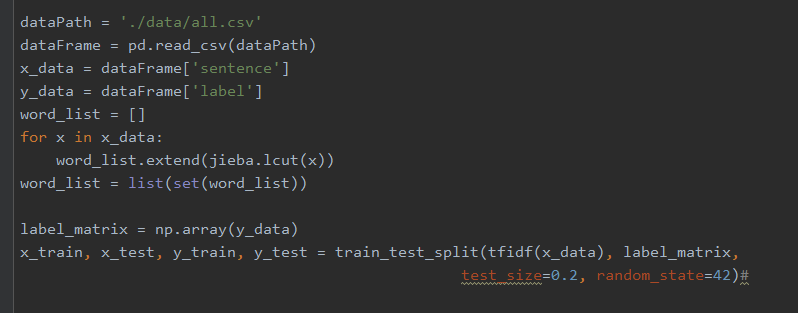 dataPath = './data/all.csv'
dataFrame = pd.read_csv(dataPath)
x_data = dataFrame['sentence']
y_data = dataFrame['label']
word_list = []
for x in x_data:
    word_list.extend(jieba.lcut(x))
word_list = list(set(word_list))
label_matrix = np.array(y_data)
x_train, x_test, y_train, y_test = train_test_split(tfidf(x_data), label_matrix,
                                                    test_size=0.2, random_state=42)#